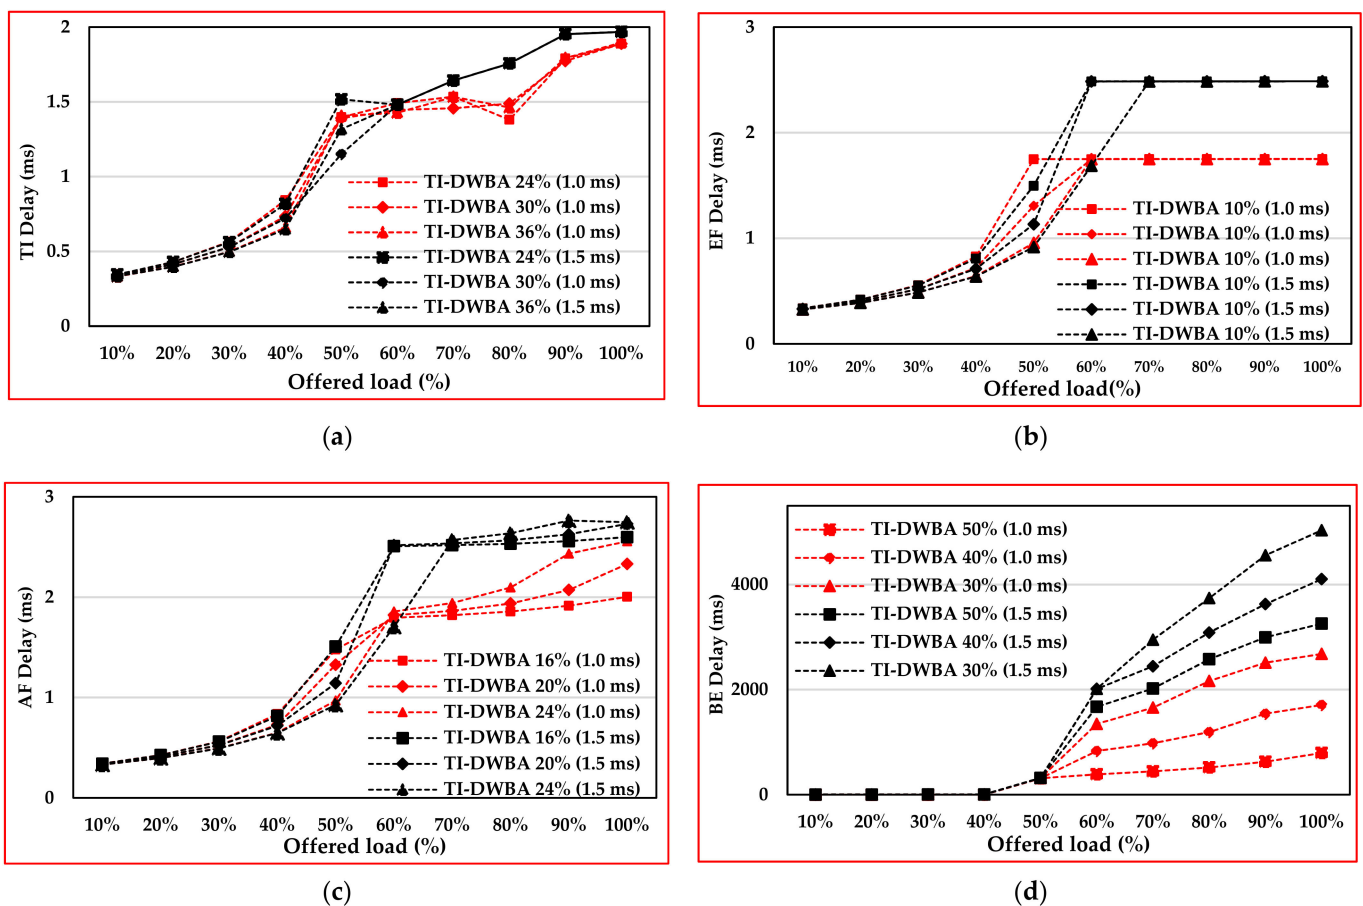 2
1.5
1
0.5
0
TI Delay (ms)
TI-DWBA 24% (1.0 ms)
TI-DWBA 30% (1.0 ms)
TI-DWBA 36% (1.0 ms)
TI-DWBA 24% (1.5 ms)
TI-DWBA 30% (1.0 ms)
TI-DWBA 36% (1.5 ms)
10% 20% 30% 40% 50% 60% 70% 80% 90% 100%
Offered load (%)
(a)
3
2
1
0
EF Delay (ms)
TI-DWBA 10% (1.0 ms)
TI-DWBA 10% (1.0 ms)
TI-DWBA 10% (1.0 ms)
TI-DWBA 10% (1.5 ms)
TI-DWBA 10% (1.5 ms)
TI-DWBA 10% (1.5 ms)
10% 20% 30% 40% 50% 60% 70% 80% 90% 100%
Offered load(%)
(b)
3
2
1
0
AF Delay (ms)
TI-DWBA 16% (1.0 ms)
TI-DWBA 20% (1.0 ms)
TI-DWBA 24% (1.0 ms)
TI-DWBA 16% (1.5 ms)
TI-DWBA 20% (1.5 ms)
TI-DWBA 24% (1.5 ms)
10% 20% 30% 40% 50% 60% 70% 80% 90% 100%
Offered load (%)
(c)
4000
2000
0
BE Delay (ms)
TI-DWBA 50% (1.0 ms)
TI-DWBA 40% (1.0 ms)
TI-DWBA 30% (1.0 ms)
TI-DWBA 50% (1.5 ms)
TI-DWBA 40% (1.5 ms)
TI-DWBA 30% (1.5 ms)
10% 20% 30% 40% 50% 60% 70% 80% 90% 100%
Offered load (%)
(d)